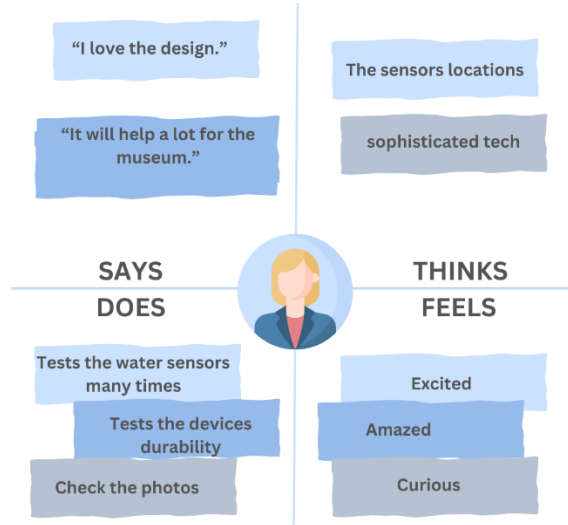 “I love the design.”
“It will help a lot for the
museum.”
The sensors locations
sophisticated tech
SAYS
THINKS
DOES
FEELS
Tests the water sensors
many times
Tests the devices
durability
Check the photos
Excited
Amazed
Curious